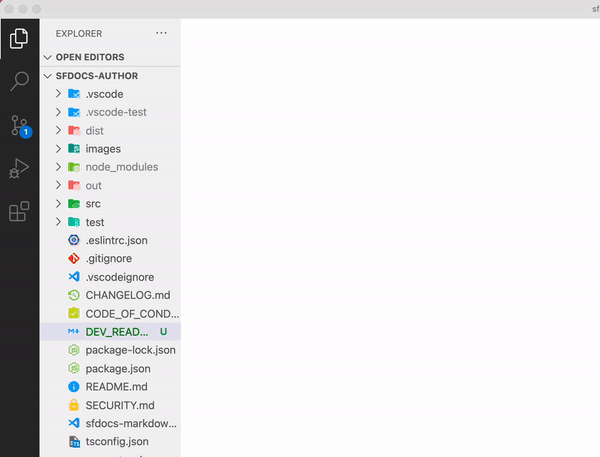 sf
EXPLORER
OPEN EDITORS
SFDOCS-AUTHOR
.vscode
.vscode-test
dist
images
node_modules
out
src
test
.eslintrc.json
.gitignore
.vscodeignore
CHANGELOG.md
CODE_OF_COND...
DEV_READ... U
package-lock.json
package.json
README.md
SECURITY.md
sfdocs-markdow...
tsconfig.json
1